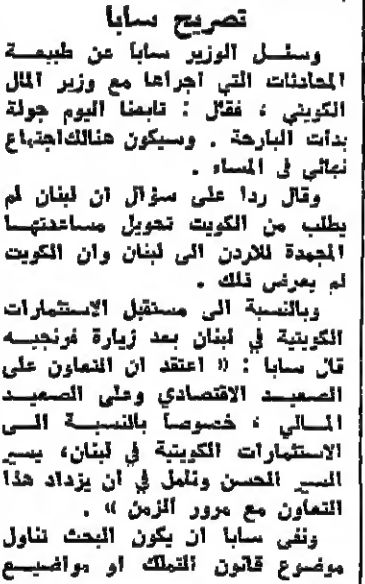 تصريح سابا
وسئل الوزير سابا عن طبيعة
المحادثات التي اجراها مع وزير المال
الكويتي ، فقال : تابعنا اليوم جولة
بدأت البارحة . وسيكون هنالك اجتماع
نهائي في المساء .
وقال ردا على سؤال ان لبنان لم
يطلب من الكويت تحويل مساعدتها
المجمدة للاردن الى لبنان وان الكويت
لم يعرض ذلك .
وبالنسبة الى مستقبل الاستثمارات
الكويتية في لبنان بعد زيارة فرنجيه
قال سابا : « اعتقد ان التعاون على
الصعيد الاقتصادي وعلى الصعيد
المالي ، خصوصا بالنسبة الى
الاستثمارات الكويتية في لبنان، يسير
السير الحسن ونأمل في ان يزداد هذا
التعاون مع مرور الزمن » .
ونفى سابا ان يكون البحث تناول
موضوع قانون التملك او مواضيع